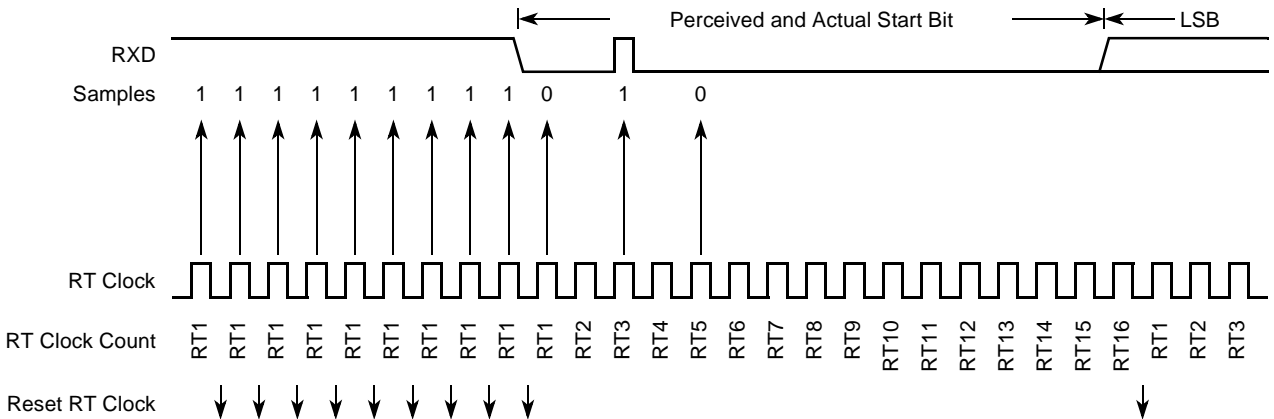 Perceived and Actual Start Bit LSB
RXD
Samples 1 1 1 1 1 1 1 1 1 0 1 0
RT Clock
RT Clock Count RT1 RT1 RT1 RT1 RT1 RT1 RT1 RT1 RT1 RT1 RT2 RT3 RT4 RT5 RT6 RT7 RT8 RT9 RT10 RT11 RT12 RT13 RT14 RT15 RT16 RT1 RT2 RT3
Reset RT Clock